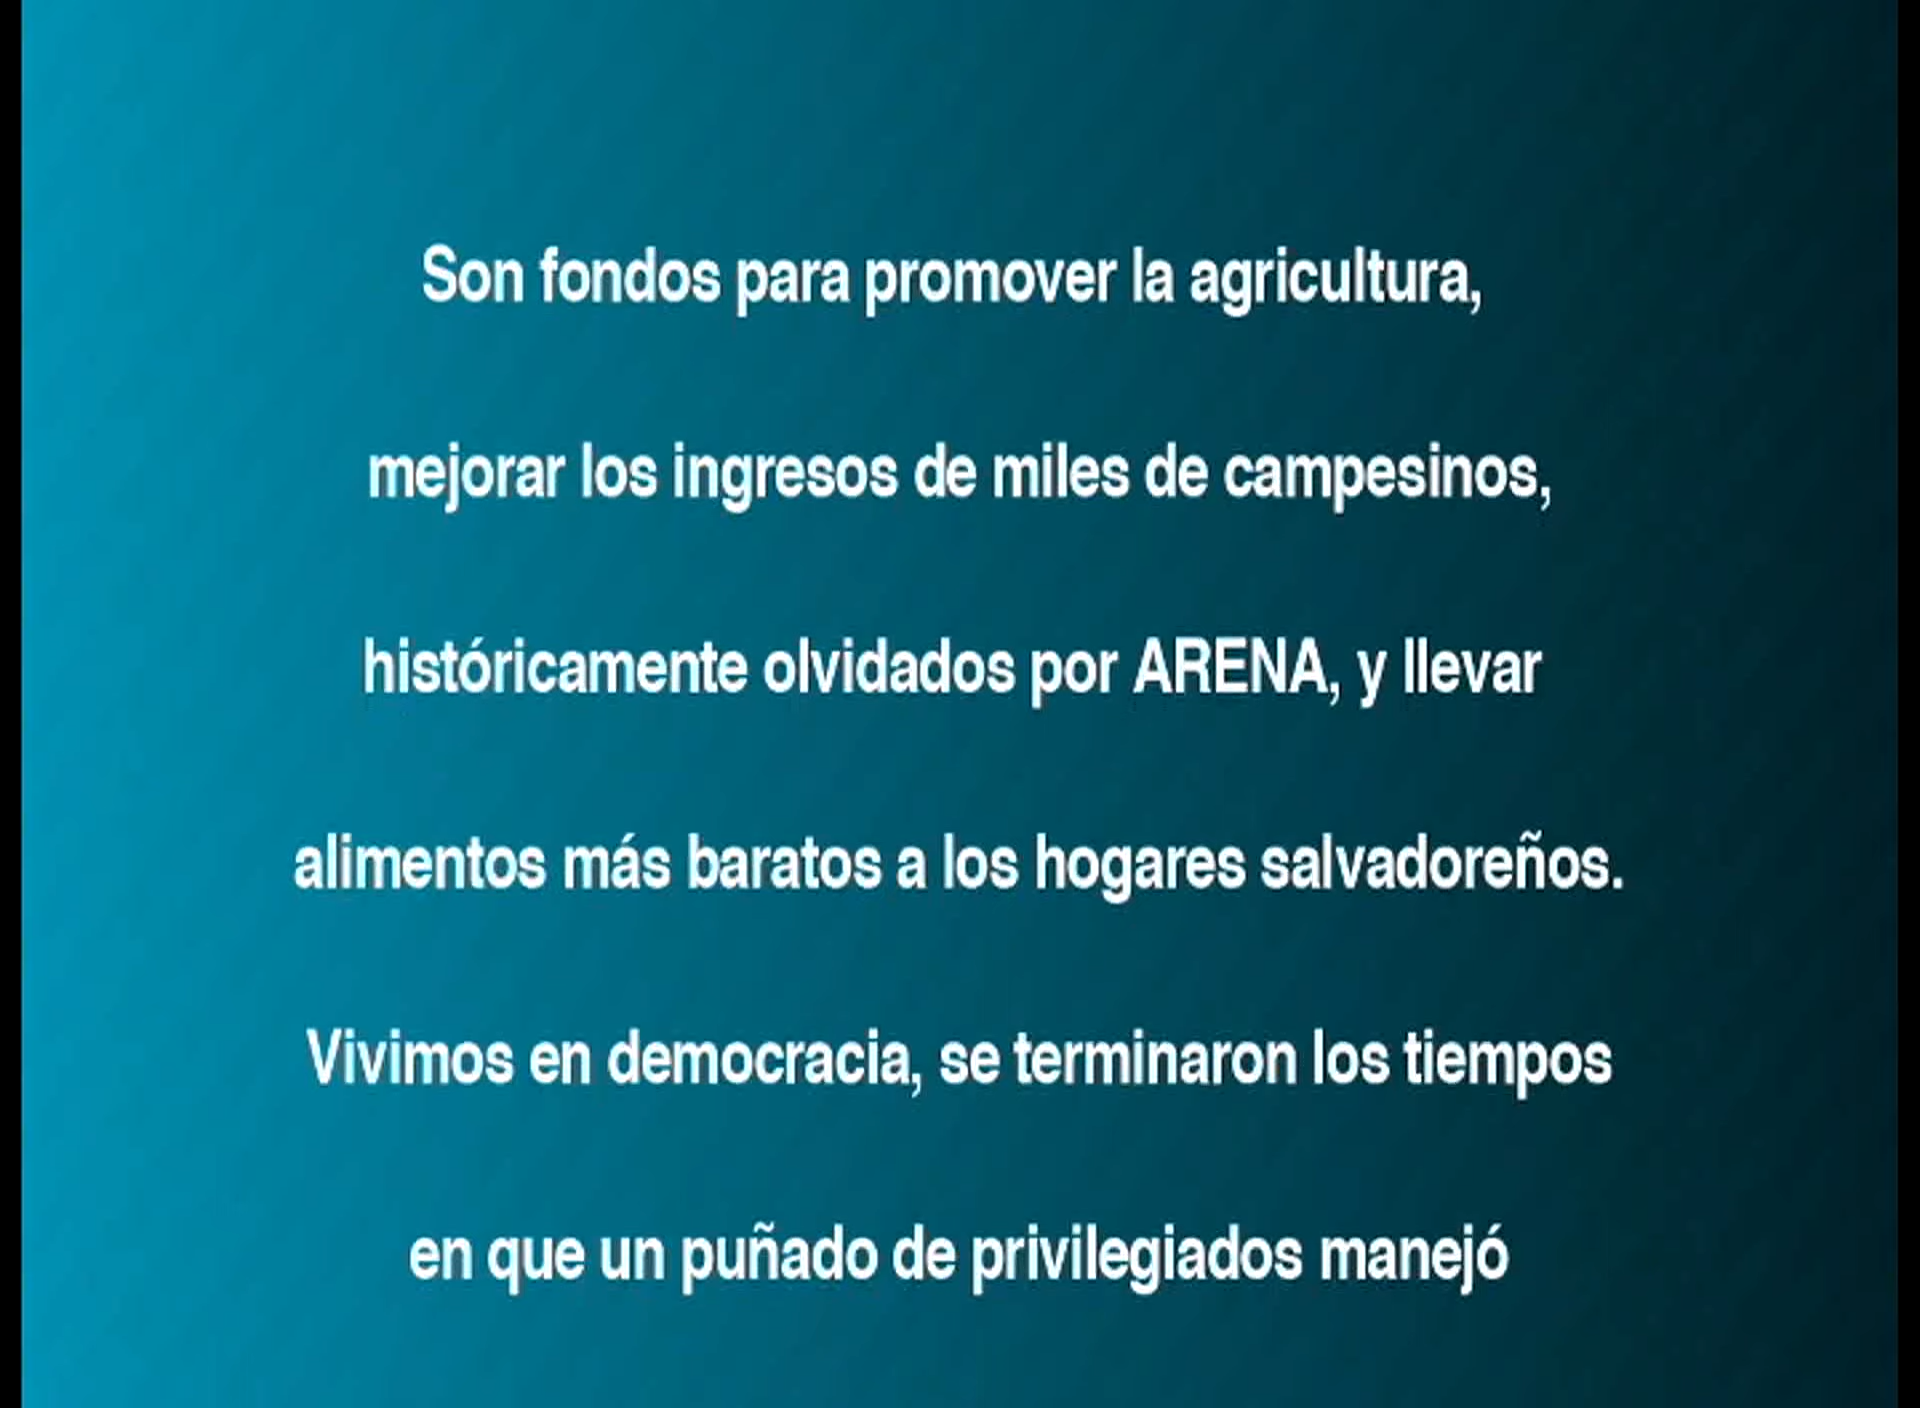 Son fondos para promover la agricultura,
mejorar los ingresos de miles de campesinos,
históricamente olvidados por ARENA, y llevar
alimentos más baratos a los hogares salvadoreños.
Vivimos en democracia, se terminaron los tiempos
en que un puñado de privilegiados manejó